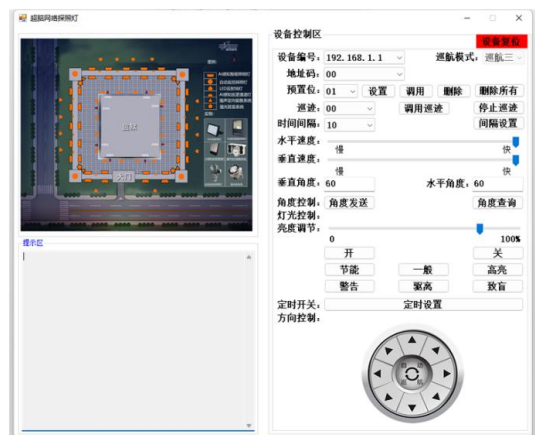 超脑网络探照灯
设备控制区
设备复位
设备编号: 192.168.1.1 巡航模式: 巡航三
地址码: 00
预置位: 01 设置 调用 删除 删除所有
巡迹: 00 调用巡迹 停止巡迹
时间间隔: 10 间隔设置
水平速度:
慢 快
垂直速度:
慢 快
垂直角度: 60 水平角度: 60
角度控制: 角度发送 角度查询
灯光控制:
亮度调节:
0 100%
开 关
节能 一般 高亮
警告 驱离 致盲
定时开关: 定时设置
方向控制:
监狱
大门
提示区